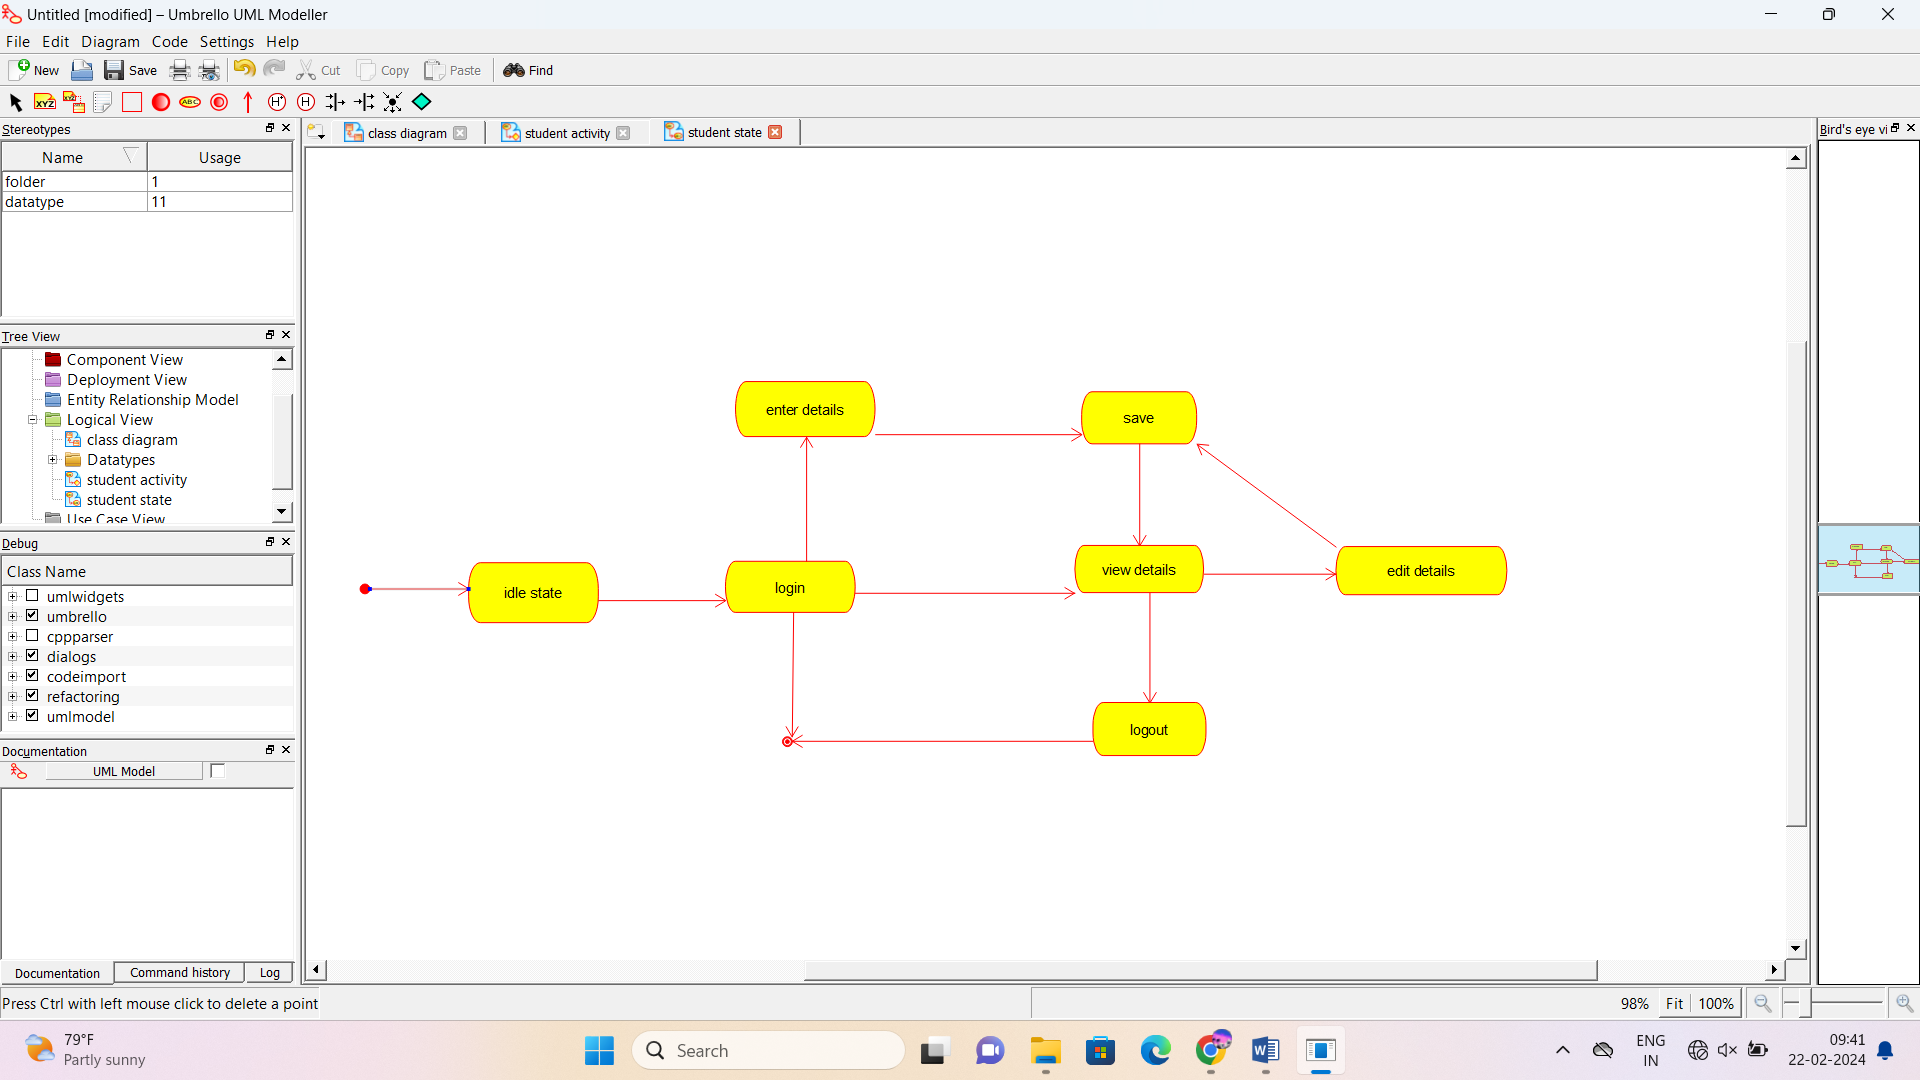 Untitled [modified] – Umbrello UML Modeller
File Edit Diagram Code Settings Help
New Save Cut Copy Paste Find
XYZ XYZ ABC H* H
Stereotypes
Name Usage
folder 1
datatype 11
Tree View
Component View
Deployment View
Entity Relationship Model
Logical View
class diagram
Datatypes
student activity
student state
Use Case View
Debug
Class Name
umlwidgets
umbrello
cppparser
dialogs
codeimport
refactoring
umlmodel
Documentation
UML Model
Documentation Command history Log
class diagram student activity student state
enter details
save
idle state
login
view details
edit details
logout
Bird's eye vi
Press Ctrl with left mouse click to delete a point
98% Fit 100%
79°F
Partly sunny
Search
ENG
IN
09:41
22-02-2024